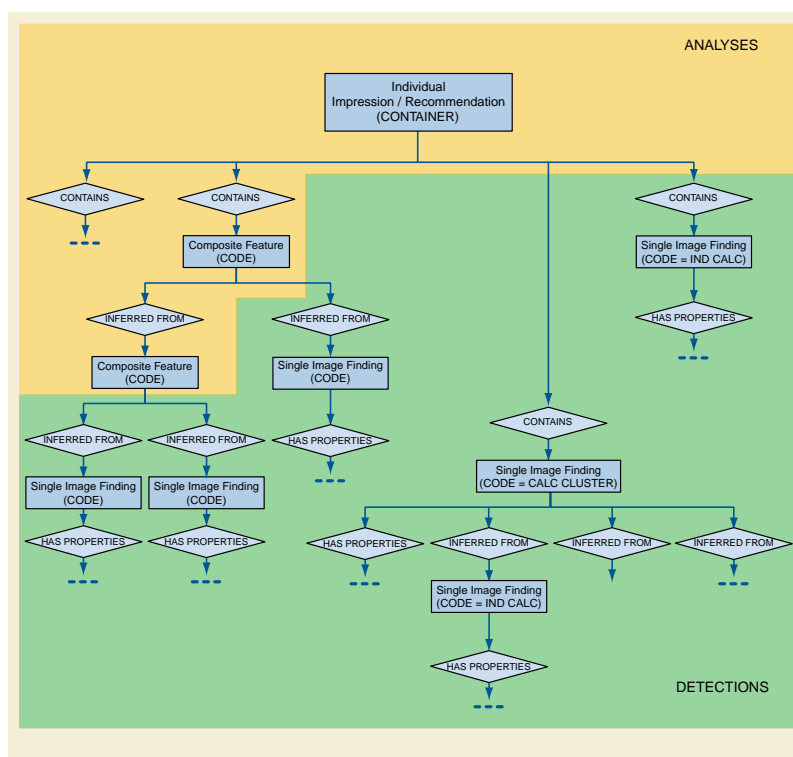 ANALYSES
Individual
Impression / Recommendation
(CONTAINER)
CONTAINS
CONTAINS
CONTAINS
Composite Feature
(CODE)
Single Image Finding
(CODE = IND CALC)
INFERRED FROM
INFERRED FROM
HAS PROPERTIES
Composite Feature
(CODE)
Single Image Finding
(CODE)
CONTAINS
INFERRED FROM
INFERRED FROM
HAS PROPERTIES
Single Image Finding
(CODE = CALC CLUSTER)
Single Image Finding
(CODE)
Single Image Finding
(CODE)
HAS PROPERTIES
HAS PROPERTIES
HAS PROPERTIES
INFERRED FROM
INFERRED FROM
INFERRED FROM
Single Image Finding
(CODE = IND CALC)
HAS PROPERTIES
DETECTIONS